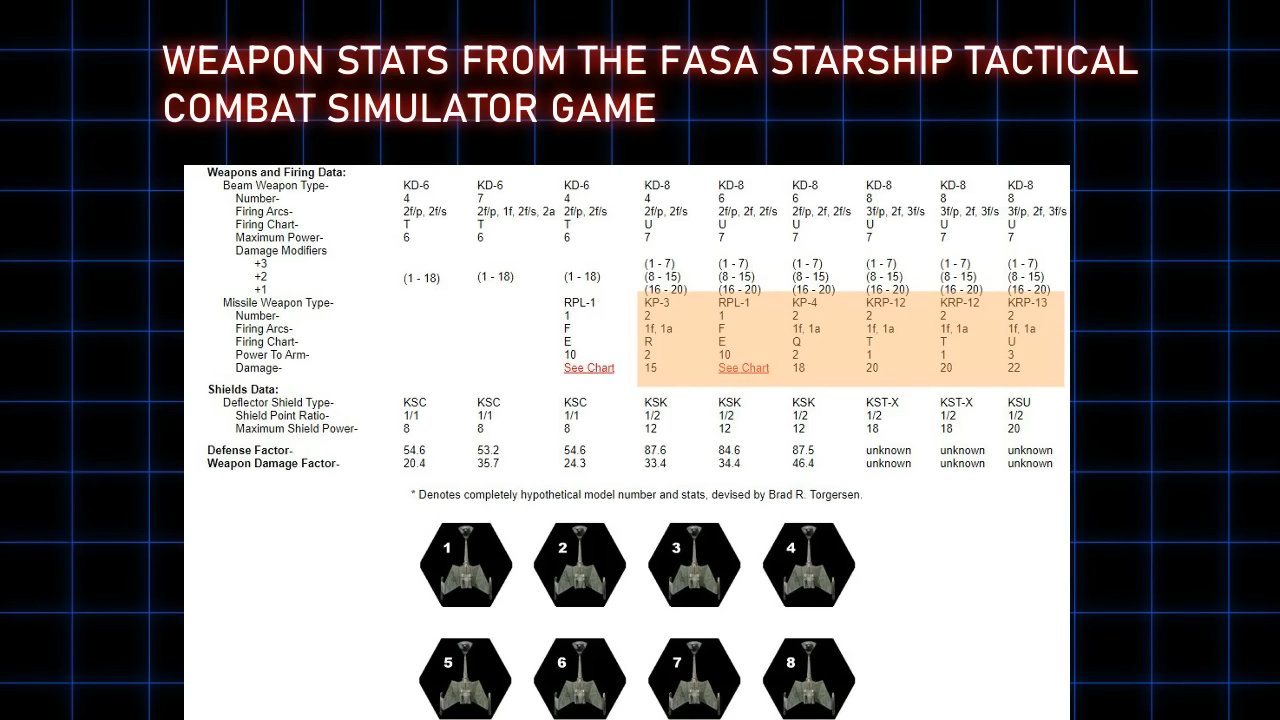 WEAPON STATS FROM THE FASA STARSHIP TACTICAL
COMBAT SIMULATOR GAME
Weapons and Firing Data:
Beam Weapon Type- KD-6 KD-6 KD-6 KD-8 KD-8 KD-8 KD-8 KD-8 KD-8
Number- 4 7 4 4 6 6 8 8 8
Firing Arcs- 2f/p, 2f/s 2f/p, 1f, 2f/s, 2a 2f/p, 2f/s 2f/p, 2f/s 2f/p, 2f, 2f/s 2f/p, 2f, 2f/s 3f/p, 2f, 3f/s 3f/p, 2f, 3f/s 3f/p, 2f, 3f/s
Firing Chart- T T T U U U U U U
Maximum Power- 6 6 6 7 7 7 7 7 7
Damage Modifiers
+3 (1 - 7) (1 - 7) (1 - 7) (1 - 7) (1 - 7) (1 - 7)
+2 (1 - 18) (1 - 18) (1 - 18) (8 - 15) (8 - 15) (8 - 15) (8 - 15) (8 - 15) (8 - 15)
+1 (16 - 20) (16 - 20) (16 - 20) (16 - 20) (16 - 20) (16 - 20)
Missile Weapon Type- RPL-1 KP-3 RPL-1 KP-4 KRP-12 KRP-12 KRP-13
Number- 1 2 1 2 2 2 2
Firing Arcs- F 1f, 1a F 1f, 1a 1f, 1a 1f, 1a 1f, 1a
Firing Chart- E R E Q T T U
Power To Arm- 10 2 10 2 1 1 3
Damage- See Chart 15 See Chart 18 20 20 22
Shields Data:
Deflector Shield Type- KSC KSC KSC KSK KSK KSK KST-X KST-X KSU
Shield Point Ratio- 1/1 1/1 1/1 1/2 1/2 1/2 1/2 1/2 1/2
Maximum Shield Power- 8 8 8 12 12 12 18 18 20
Defense Factor- 54.6 53.2 54.6 87.6 84.6 87.5 unknown unknown unknown
Weapon Damage Factor- 20.4 35.7 24.3 33.4 34.4 46.4 unknown unknown unknown
* Denotes completely hypothetical model number and stats, devised by Brad R. Torgersen.
1 2 3 4
5 6 7 8